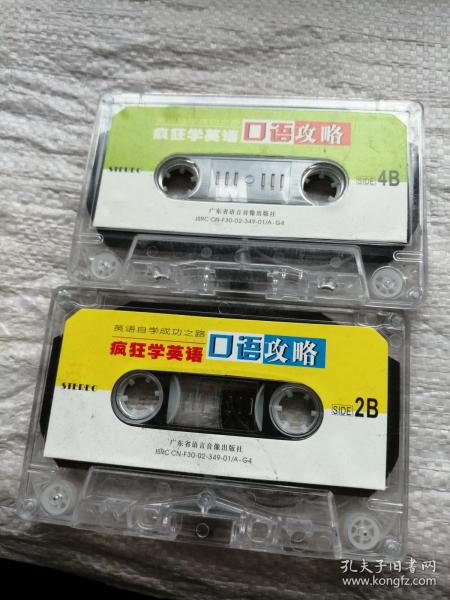 疯狂学英语 口语攻略
STEREO
SIDE 4B
广东省语言音像出版社
ISRC CN-F30-02-349-01/A·G4
英语自学成功之路
疯狂学英语 口语攻略
STEREO
SIDE 2B
广东省语言音像出版社
ISRC CN-F30-02-349-01/A·G4
孔夫子旧书网
www.kongfz.com